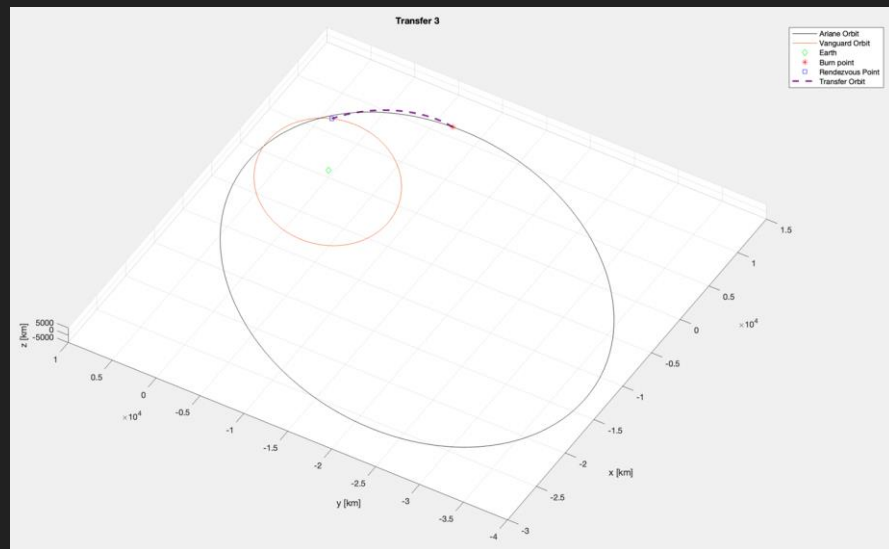 Transfer 3
Ariane Orbit
Vanguard Orbit
Earth
Burn point
Rendezvous Point
Transfer Orbit
z [km]
5000
0
-5000
1
0.5
0
×10⁴
-0.5
-1
-1.5
-2
-2.5
-3
-3.5
-4
y [km]
1.5
1
0.5
0
×10⁴
-0.5
-1
-1.5
-2
-2.5
-3
x [km]